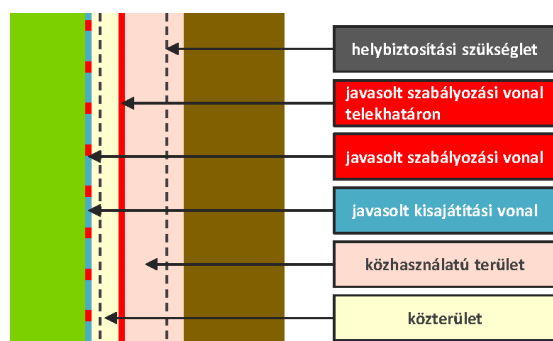 helybiztosítási szükséglet
javasolt szabályozási vonal
telekhatáron
javasolt szabályozási vonal
javasolt kisajátítási vonal
közhasználatú terület
közterület